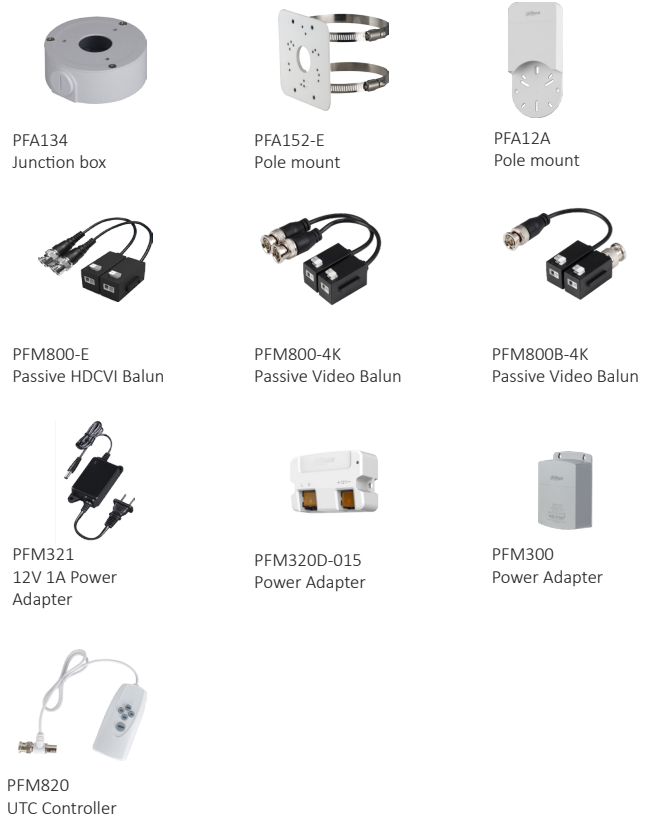 PFA134
Junction box
PFA152-E
Pole mount
PFA12A
Pole mount
PFM800-E
Passive HDCVI Balun
PFM800-4K
Passive Video Balun
PFM800B-4K
Passive Video Balun
PFM321
12V 1A Power
Adapter
PFM320D-015
Power Adapter
PFM300
Power Adapter
PFM820
UTC Controller